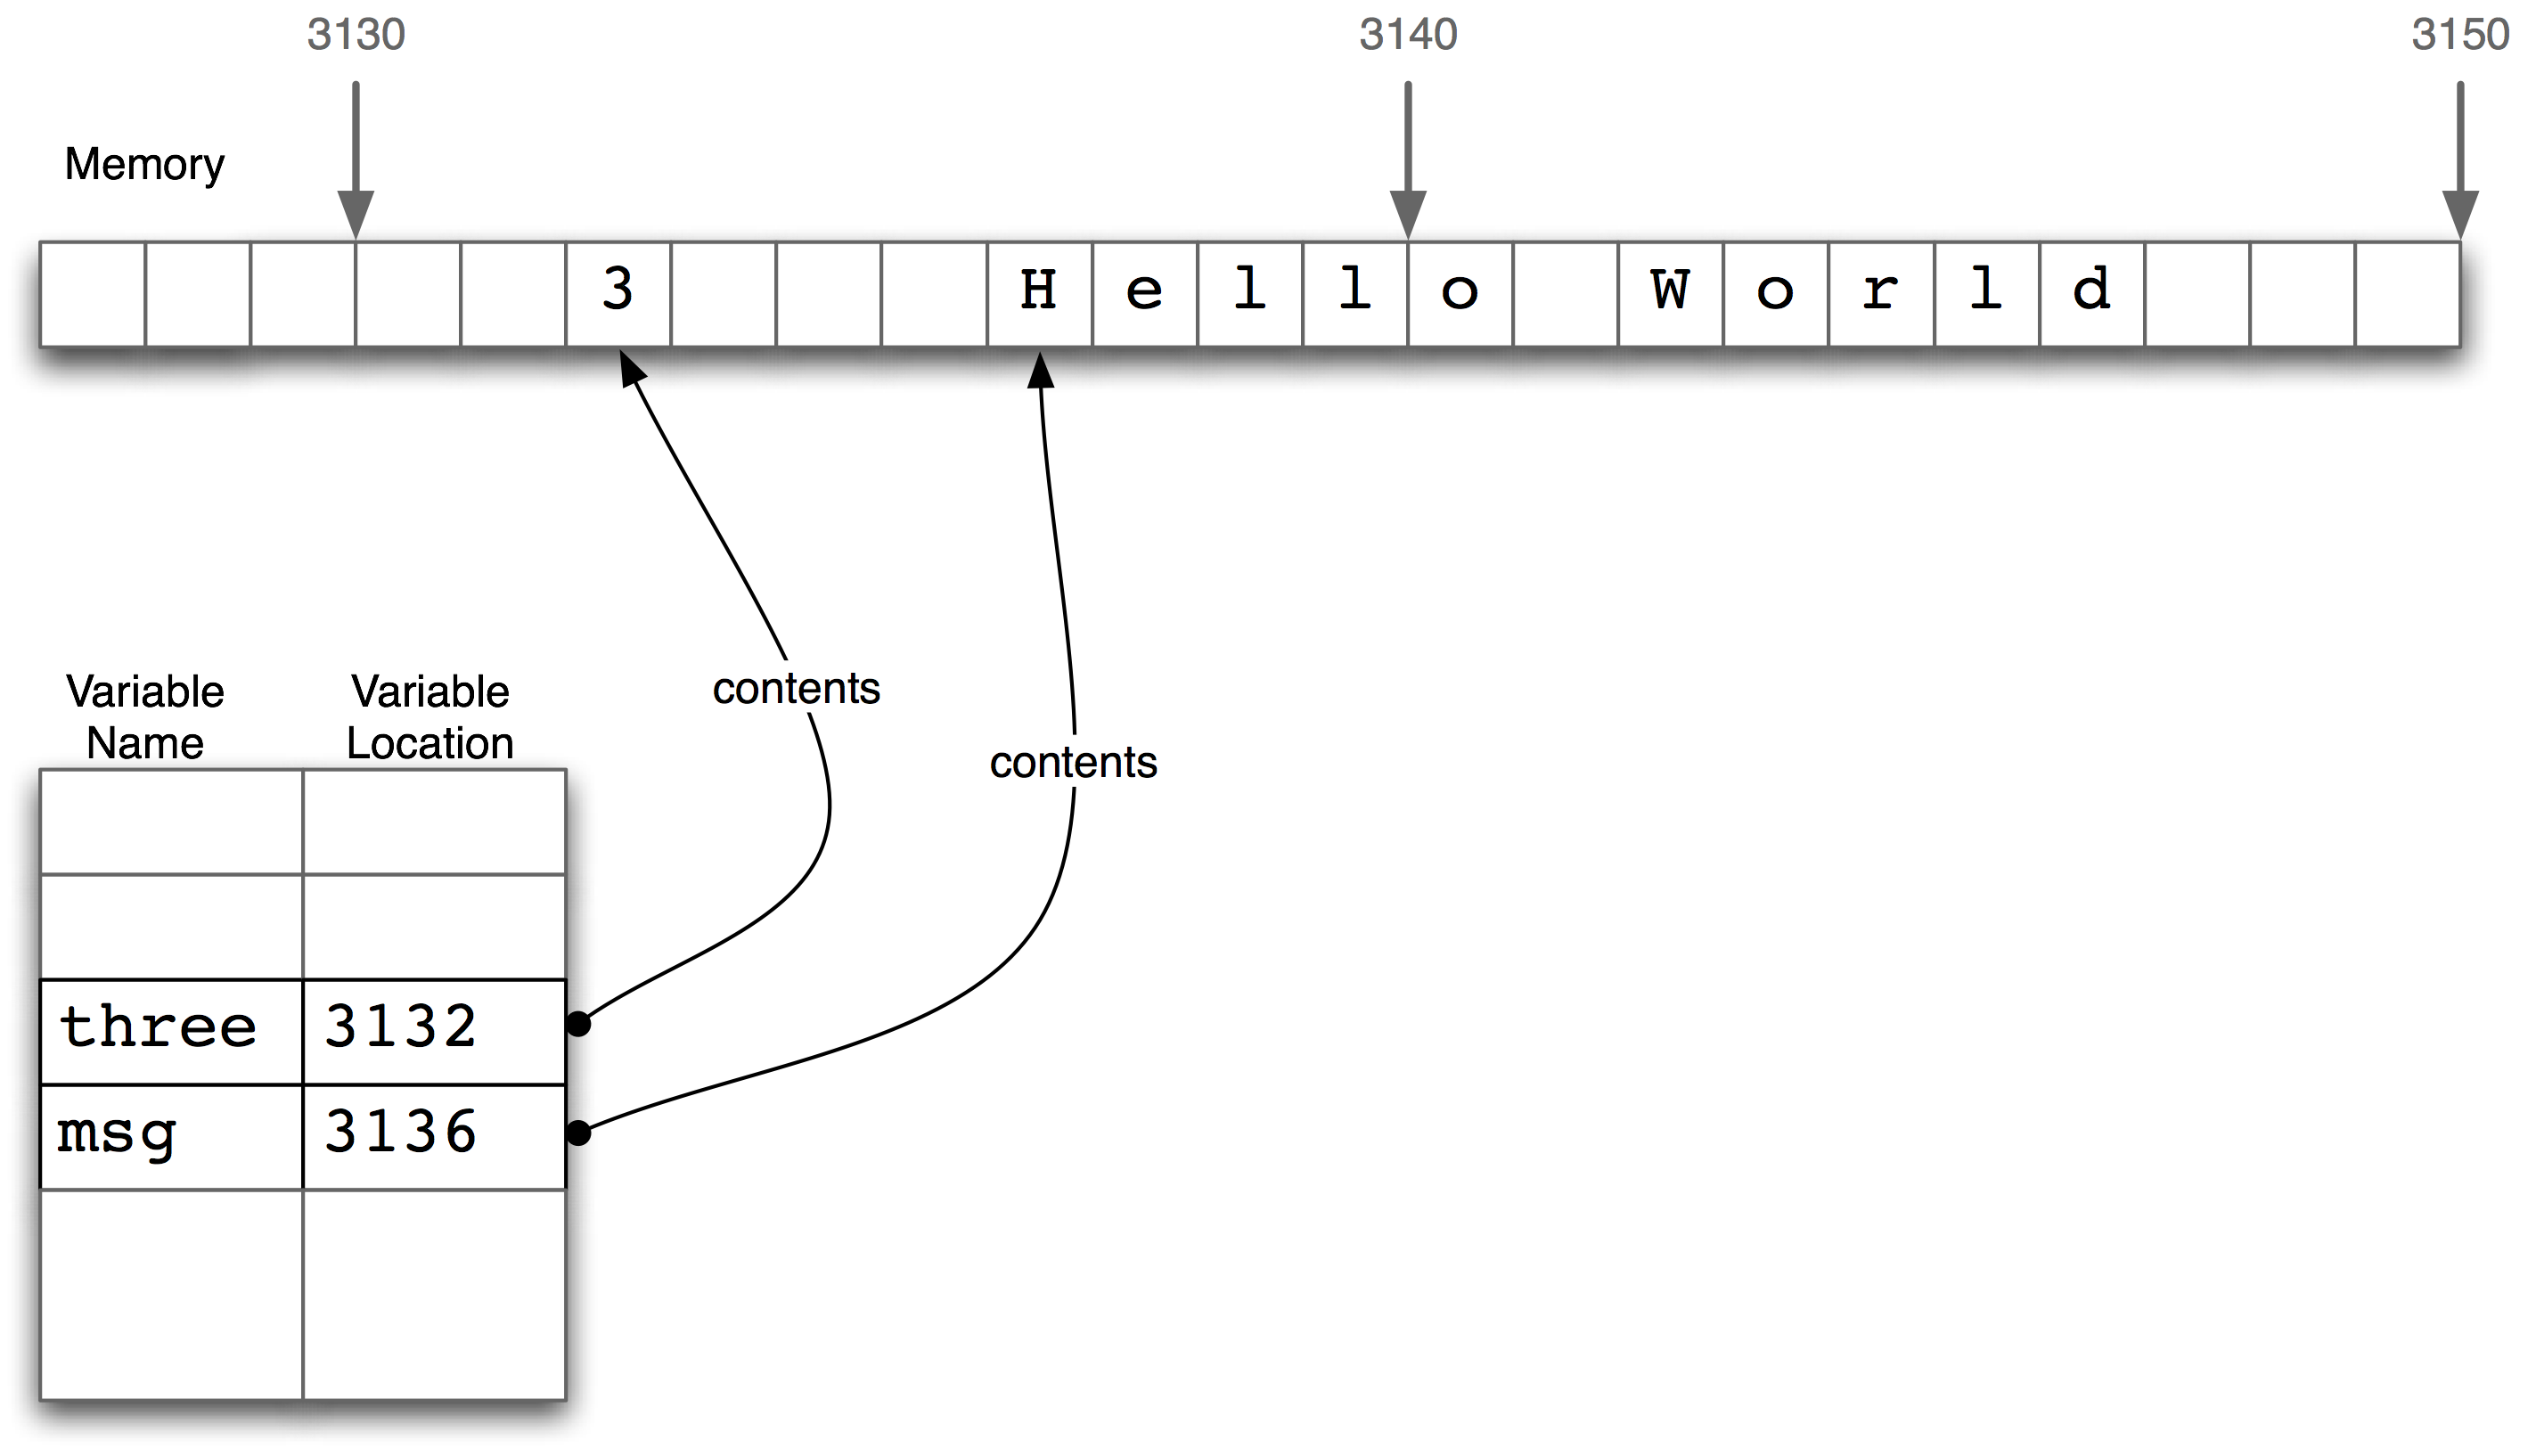 3130 3140 3150
Memory
3 H e l l o W o r l d
contents
Variable Name
Variable Location
contents
three 3132
msg 3136